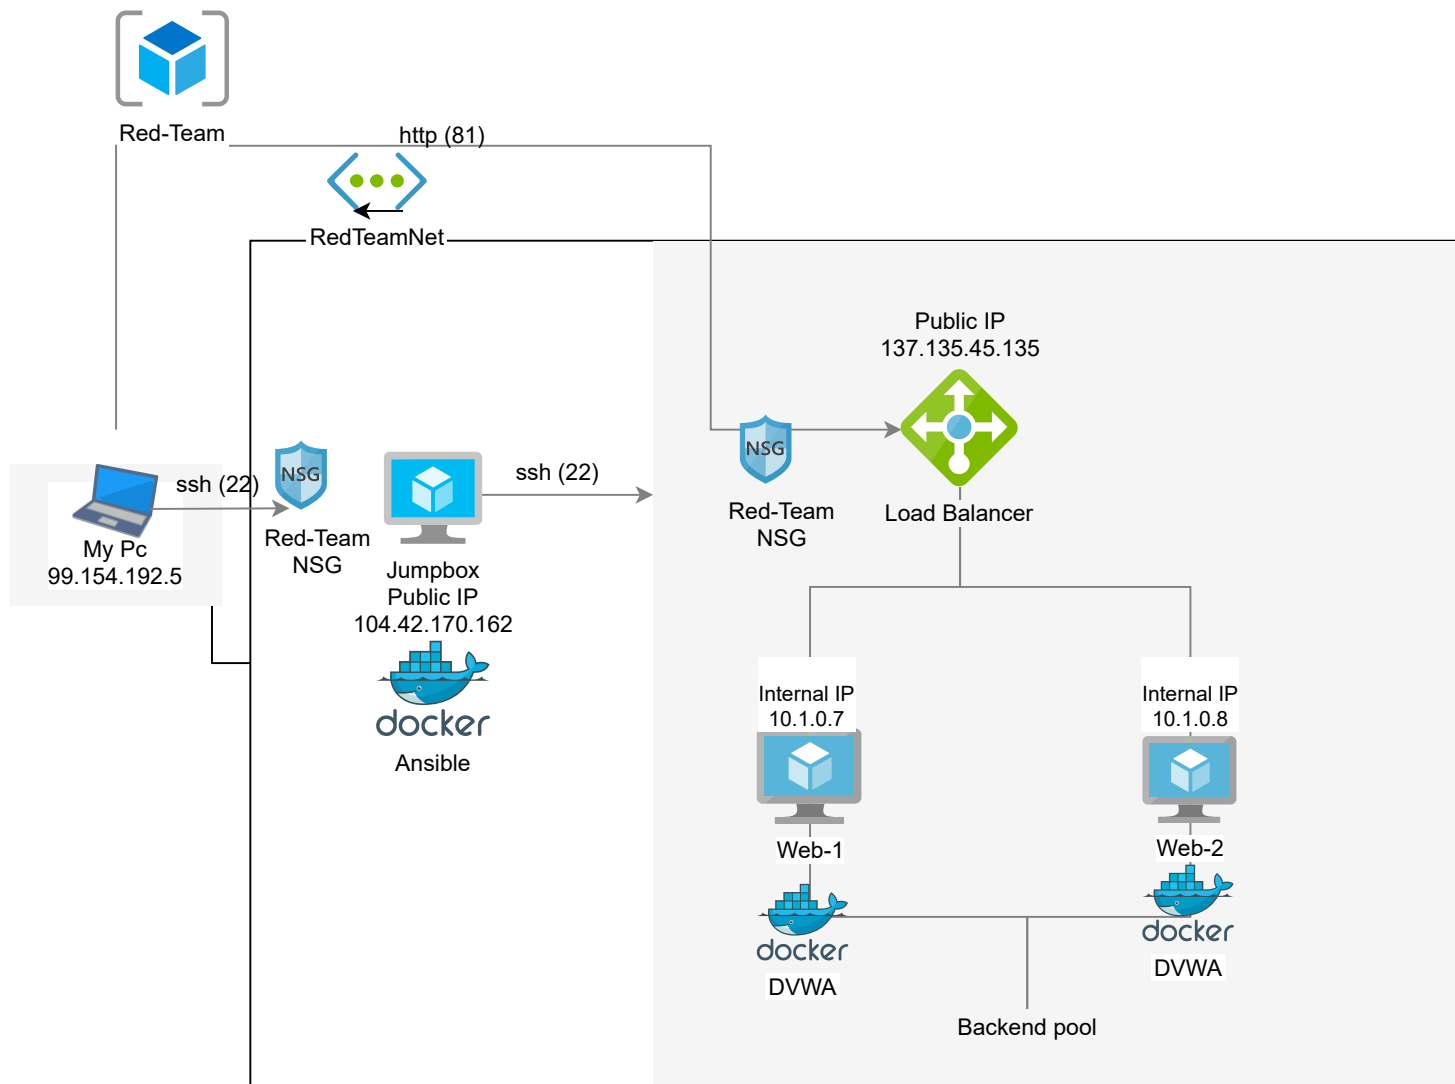 Red-Team
http (81)
RedTeamNet
Public IP
137.135.45.135
NSG
Red-Team
NSG
Load Balancer
ssh (22)
My Pc
99.154.192.5
NSG
Red-Team
NSG
ssh (22)
Jumpbox
Public IP
104.42.170.162
docker
Ansible
Internal IP
10.1.0.7
Web-1
docker
DVWA
Internal IP
10.1.0.8
Web-2
docker
DVWA
Backend pool